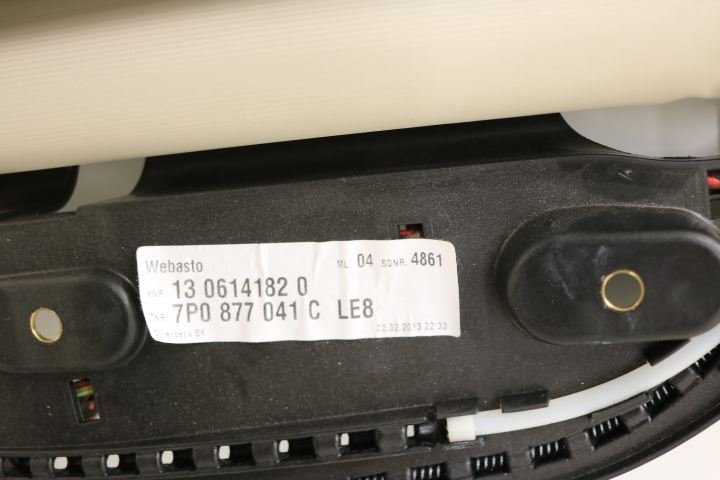 Webasto ML: 04 SQNR: 4861
KNR: 13 0614182 0
TNR: 7P0 877 041 C LE8
02.02.2013 22:33